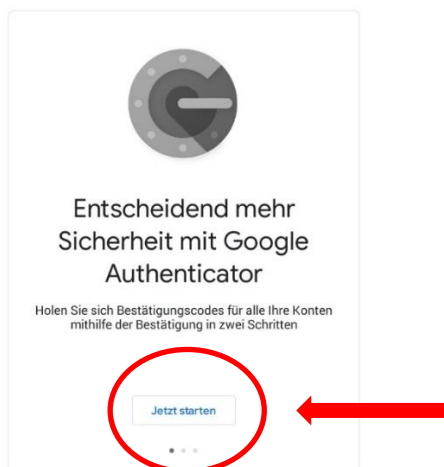 Entscheidend mehr
Sicherheit mit Google
Authenticator
Holen Sie sich Bestätigungscodes für alle Ihre Konten
mithilfe der Bestätigung in zwei Schritten
Jetzt starten